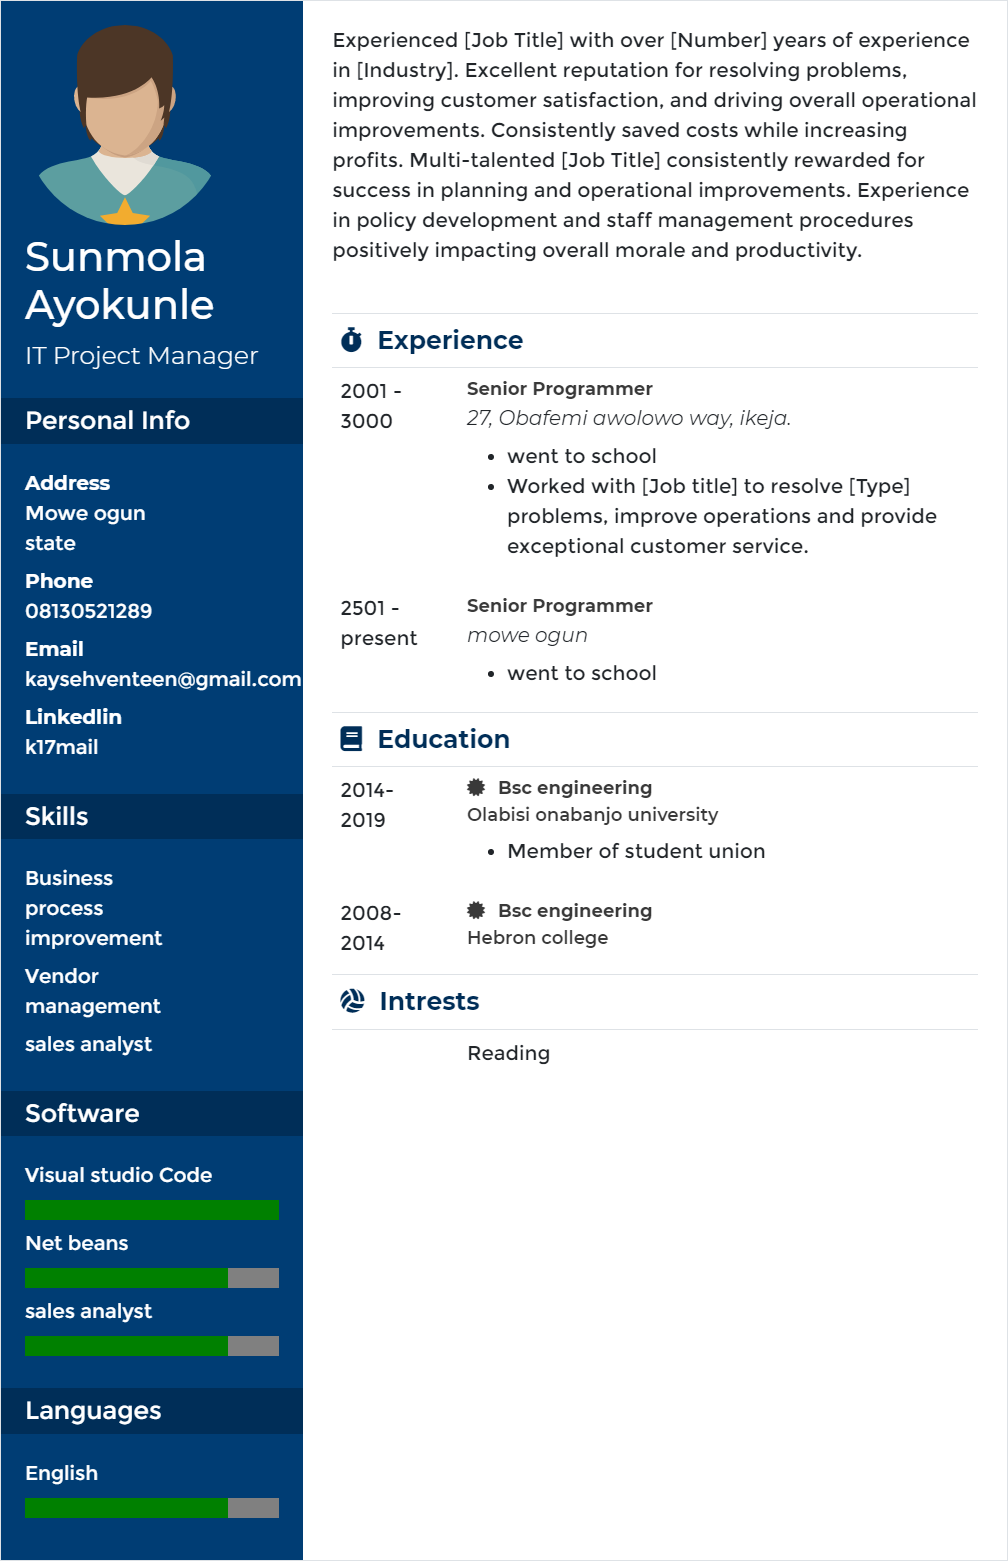 Sunmola
Ayokunle
IT Project Manager
Personal Info
Address
Mowe ogun
state
Phone
08130521289
Email
kaysehventeen@gmail.com
Linkedlin
k17mail
Skills
Business
process
improvement
Vendor
management
sales analyst
Software
Visual studio Code
Net beans
sales analyst
Languages
English
Experienced [Job Title] with over [Number] years of experience
in [Industry]. Excellent reputation for resolving problems,
improving customer satisfaction, and driving overall operational
improvements. Consistently saved costs while increasing
profits. Multi-talented [Job Title] consistently rewarded for
success in planning and operational improvements. Experience
in policy development and staff management procedures
positively impacting overall morale and productivity.
Experience
2001 -
3000
Senior Programmer
27, Obafemi awolowo way, ikeja.
• went to school
• Worked with [Job title] to resolve [Type]
problems, improve operations and provide
exceptional customer service.
2501 -
present
Senior Programmer
mowe ogun
• went to school
Education
2014-
2019
Bsc engineering
Olabisi onabanjo university
• Member of student union
2008-
2014
Bsc engineering
Hebron college
Intrests
Reading